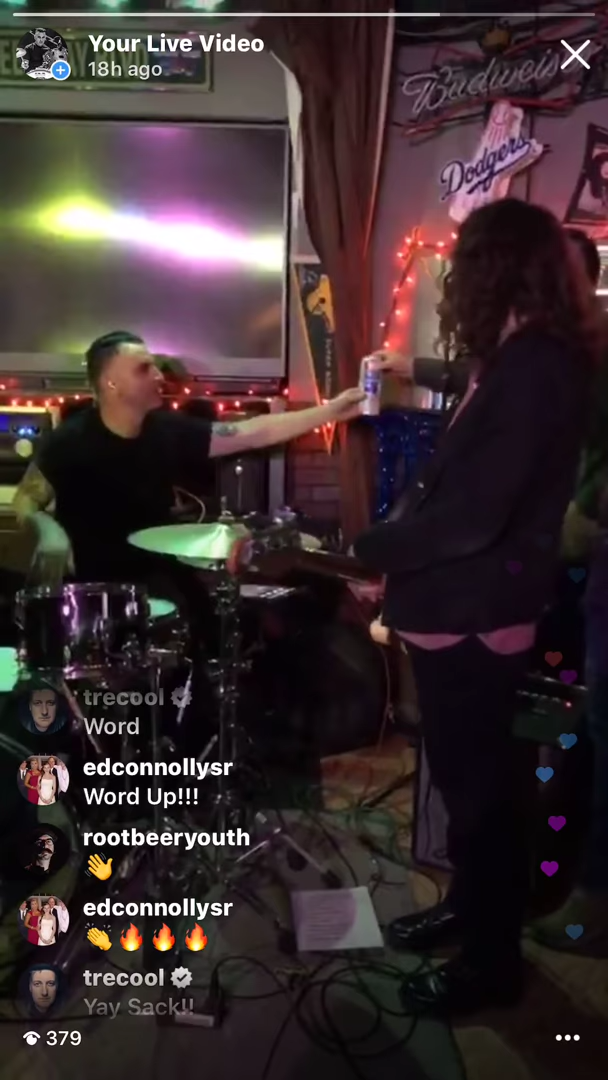 Your Live Video
18h ago
Budweis
Dodgers
trecool
Word
edconnollysr
Word Up!!!
rootbeeryouth
👋
edconnollysr
👏🔥🔥🔥
trecool
Yay Sack!!
379